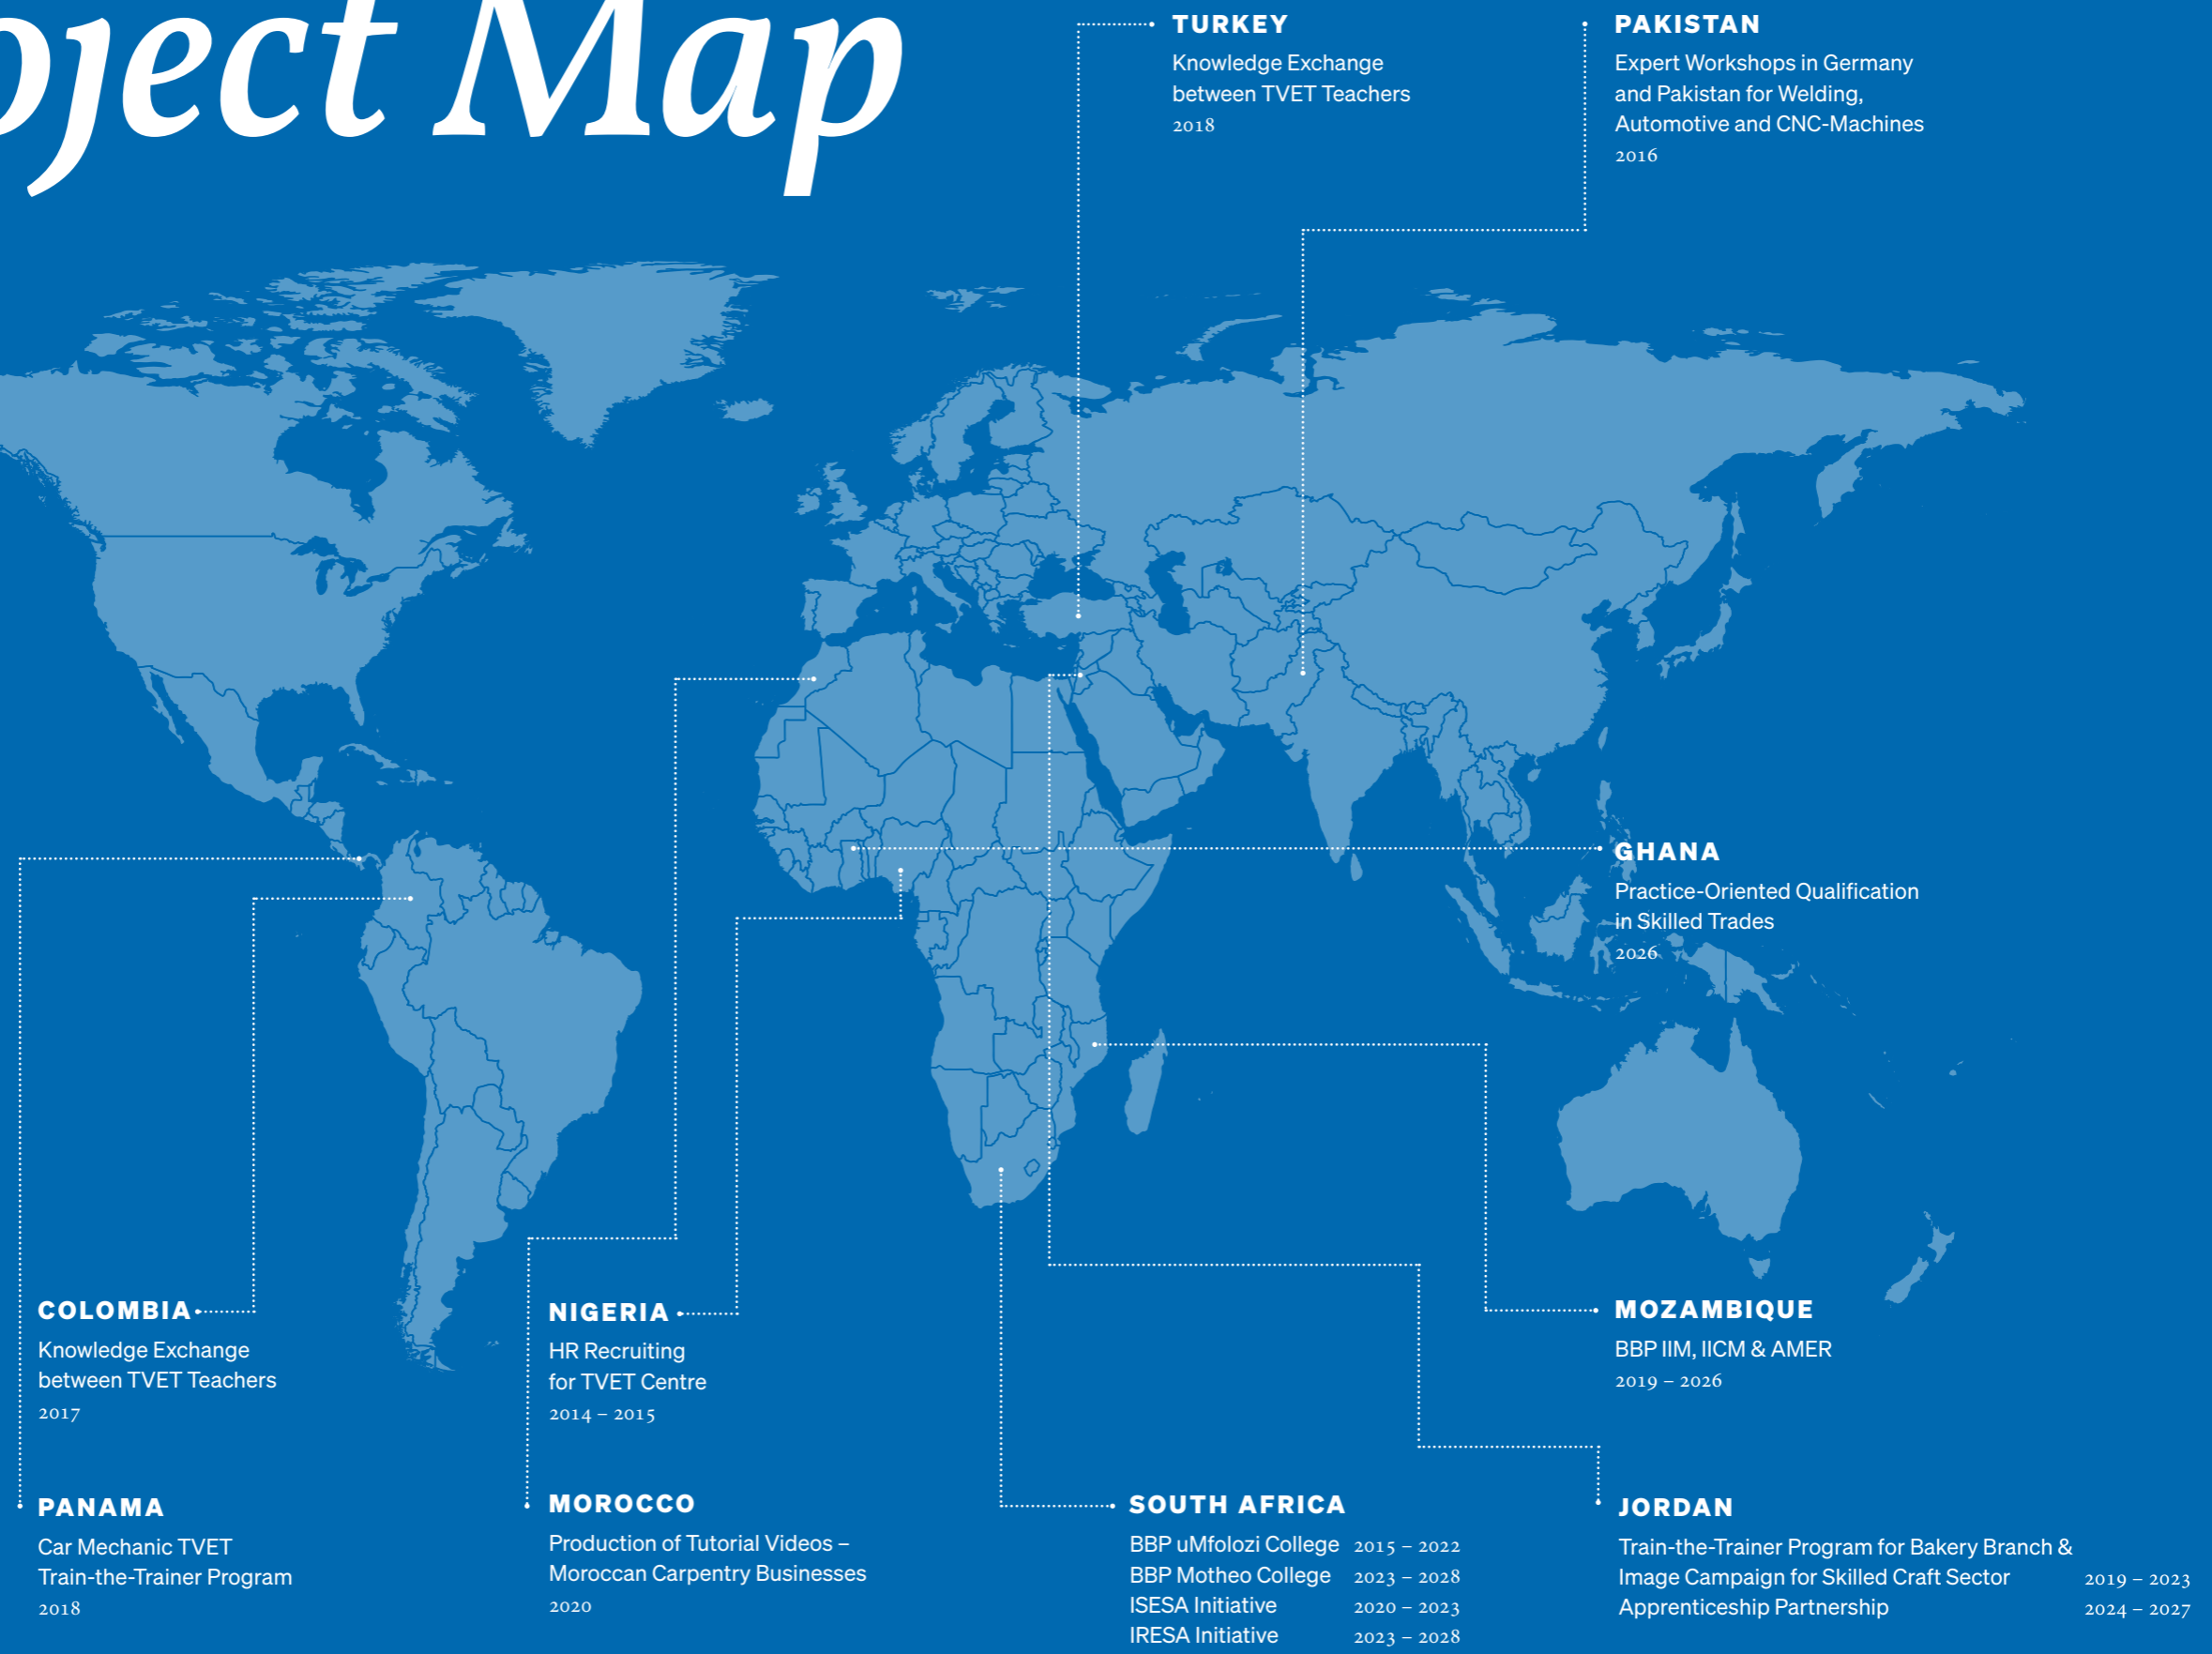 oject Map
TURKEY
Knowledge Exchange
between TVET Teachers
2018
PAKISTAN
Expert Workshops in Germany
and Pakistan for Welding,
Automotive and CNC-Machines
2016
GHANA
Practice-Oriented Qualification
in Skilled Trades
2026
COLOMBIA
Knowledge Exchange
between TVET Teachers
2017
NIGERIA
HR Recruiting
for TVET Centre
2014 – 2015
MOZAMBIQUE
BBP IIM, IICM & AMER
2019 – 2026
PANAMA
Car Mechanic TVET
Train-the-Trainer Program
2018
MOROCCO
Production of Tutorial Videos –
Moroccan Carpentry Businesses
2020
SOUTH AFRICA
BBP uMfolozi College 2015 – 2022
BBP Motheo College 2023 – 2028
ISESA Initiative 2020 – 2023
IRESA Initiative 2023 – 2028
JORDAN
Train-the-Trainer Program for Bakery Branch &
Image Campaign for Skilled Craft Sector 2019 – 2023
Apprenticeship Partnership 2024 – 2027